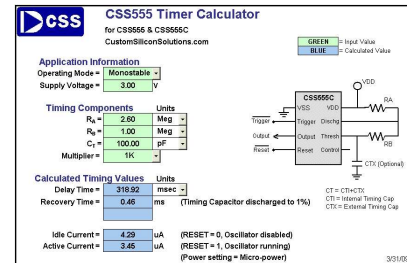 CSS
CSS555 Timer Calculator
for CSS555 & CSS555C
CustomSiliconSolutions.com
GREEN = Input Value
BLUE = Calculated Value
Application Information
Operating Mode = Monostable
Supply Voltage = 3.00 V
Timing Components Units
RA = 2.60 Meg
RB = 1.00 Meg
CT = 100.00 pF
Multiplier = 1K
VDD
CSS555C
VSS VDD
RA
Trigger Trigger Dischg
Output Output Thresh
RB
Reset Reset Control
CTX (Optional)
Calculated Timing Values Units
Delay Time = 318.92 msec
Recovery Time = 0.46 ms (Timing Capacitor discharged to 1%)
CT = CTI+CTX
CTI = Internal Timing Cap
CTX = External Timing Cap
Idle Current = 4.29 uA (RESET = 0, Oscillator disabled)
Active Current = 3.45 uA (RESET = 1, Oscillator running)
(Power setting = Micro-power)